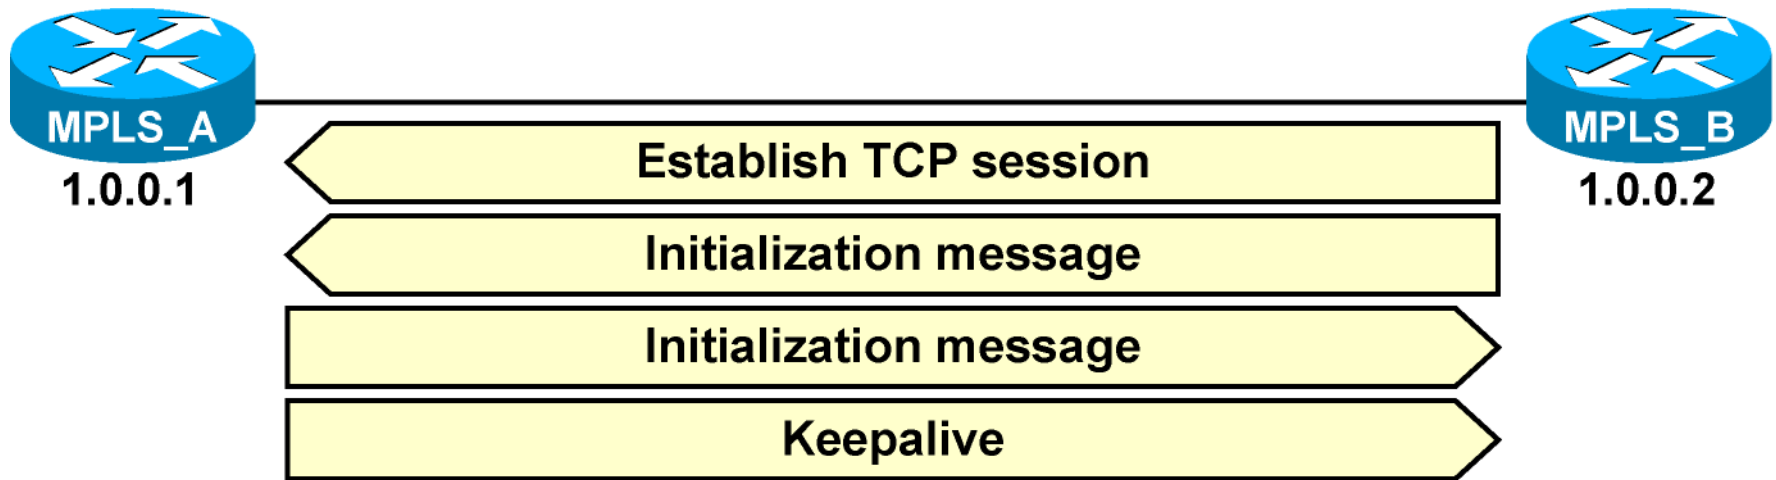 MPLS_A
1.0.0.1
MPLS_B
1.0.0.2
Establish TCP session
Initialization message
Initialization message
Keepalive